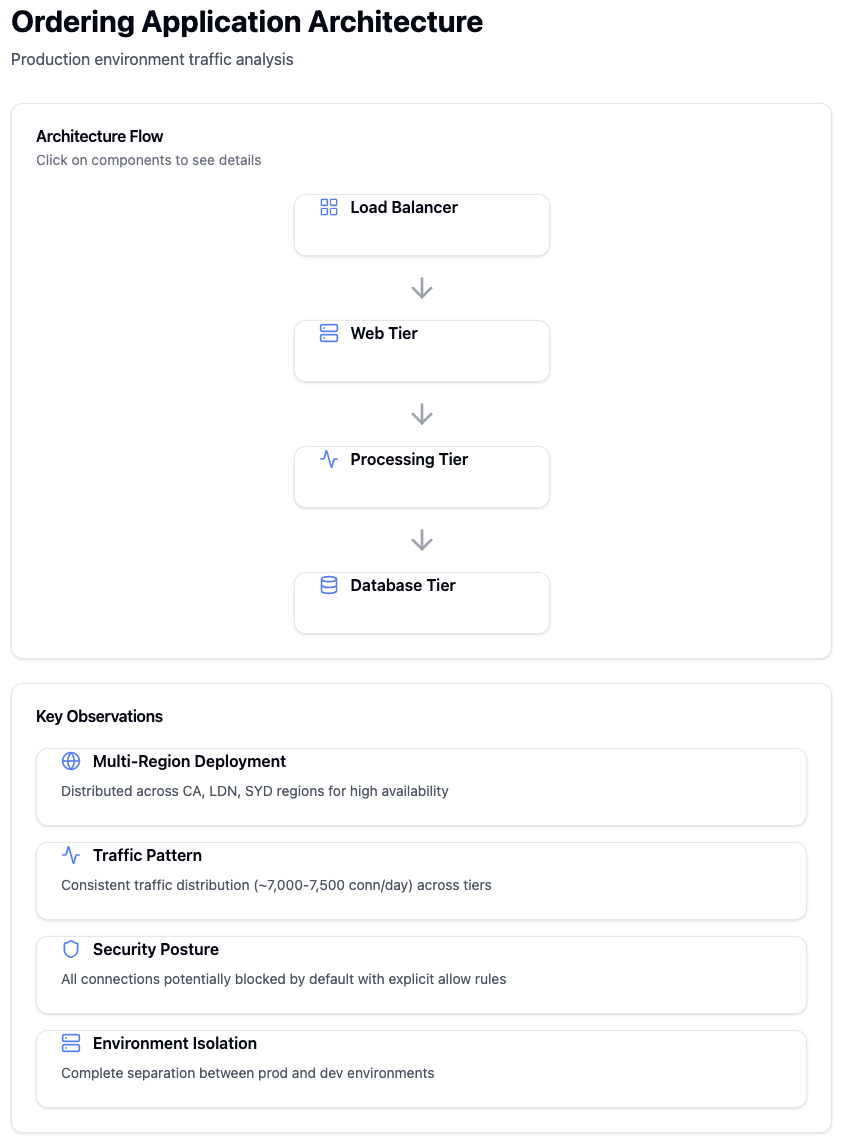 Ordering Application Architecture
Production environment traffic analysis
Architecture Flow
Click on components to see details
Load Balancer
Web Tier
Processing Tier
Database Tier
Key Observations
Multi-Region Deployment
Distributed across CA, LDN, SYD regions for high availability
Traffic Pattern
Consistent traffic distribution (~7,000-7,500 conn/day) across tiers
Security Posture
All connections potentially blocked by default with explicit allow rules
Environment Isolation
Complete separation between prod and dev environments